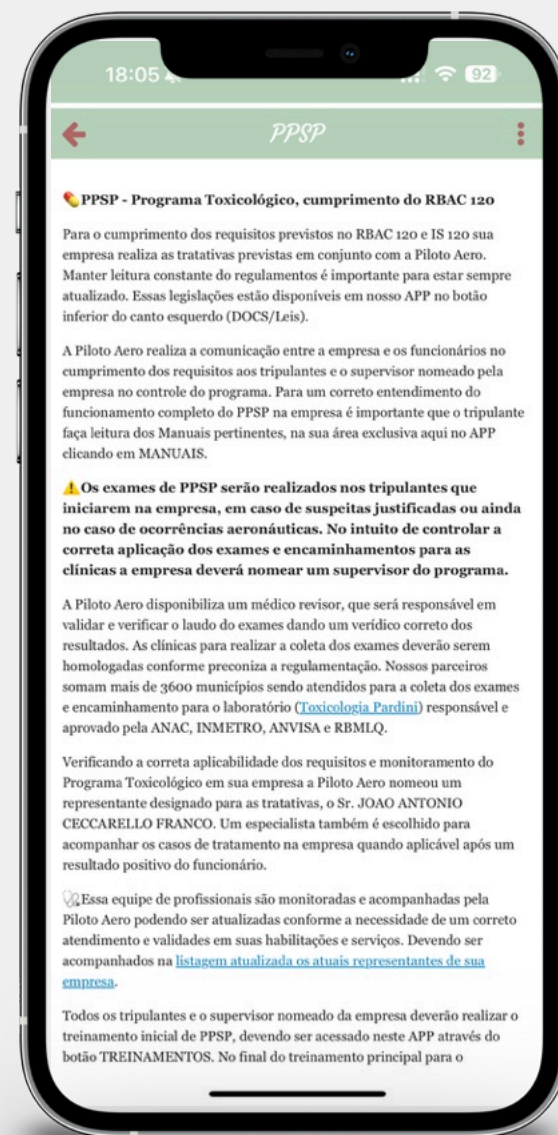 18:05
92
PPSP
PPSP - Programa Toxicológico, cumprimento do RBAC 120
Para o cumprimento dos requisitos previstos no RBAC 120 e IS 120 sua
empresa realiza as tratativas previstas em conjunto com a Piloto Aero.
Manter leitura constante do regulamentos é importante para estar sempre
atualizado. Essas legislações estão disponíveis em nosso APP no botão
inferior do canto esquerdo (DOCS/Leis).
A Piloto Aero realiza a comunicação entre a empresa e os funcionários no
cumprimento dos requisitos aos tripulantes e o supervisor nomeado pela
empresa no controle do programa. Para um correto entendimento do
funcionamento completo do PPSP na empresa é importante que o tripulante
faça leitura dos Manuais pertinentes, na sua área exclusiva aqui no APP
clicando em MANUAIS.
⚠️Os exames de PPSP serão realizados nos tripulantes que
iniciarem na empresa, em caso de suspeitas justificadas ou ainda
no caso de ocorrências aeronáuticas. No intuito de controlar a
correta aplicação dos exames e encaminhamentos para as
clínicas a empresa deverá nomear um supervisor do programa.
A Piloto Aero disponibiliza um médico revisor, que será responsável em
validar e verificar o laudo do exames dando um verídico correto dos
resultados. As clínicas para realizar a coleta dos exames deverão serem
homologadas conforme preconiza a regulamentação. Nossos parceiros
somam mais de 3600 municípios sendo atendidos para a coleta dos exames
e encaminhamento para o laboratório (Toxicologia Pardini) responsável e
aprovado pela ANAC, INMETRO, ANVISA e RBMLQ.
Verificando a correta aplicabilidade dos requisitos e monitoramento do
Programa Toxicológico em sua empresa a Piloto Aero nomeou um
representante designado para as tratativas, o Sr. JOAO ANTONIO
CECCARELLO FRANCO. Um especialista também é escolhido para
acompanhar os casos de tratamento na empresa quando aplicável após um
resultado positivo do funcionário.
Essa equipe de profissionais são monitoradas e acompanhadas pela
Piloto Aero podendo ser atualizadas conforme a necessidade de um correto
atendimento e validades em suas habilitações e serviços. Devendo ser
acompanhados na listagem atualizada os atuais representantes de sua
empresa.
Todos os tripulantes e o supervisor nomeado da empresa deverão realizar o
treinamento inicial de PPSP, devendo ser acessado neste APP através do
botão TREINAMENTOS. No final do treinamento principal para o